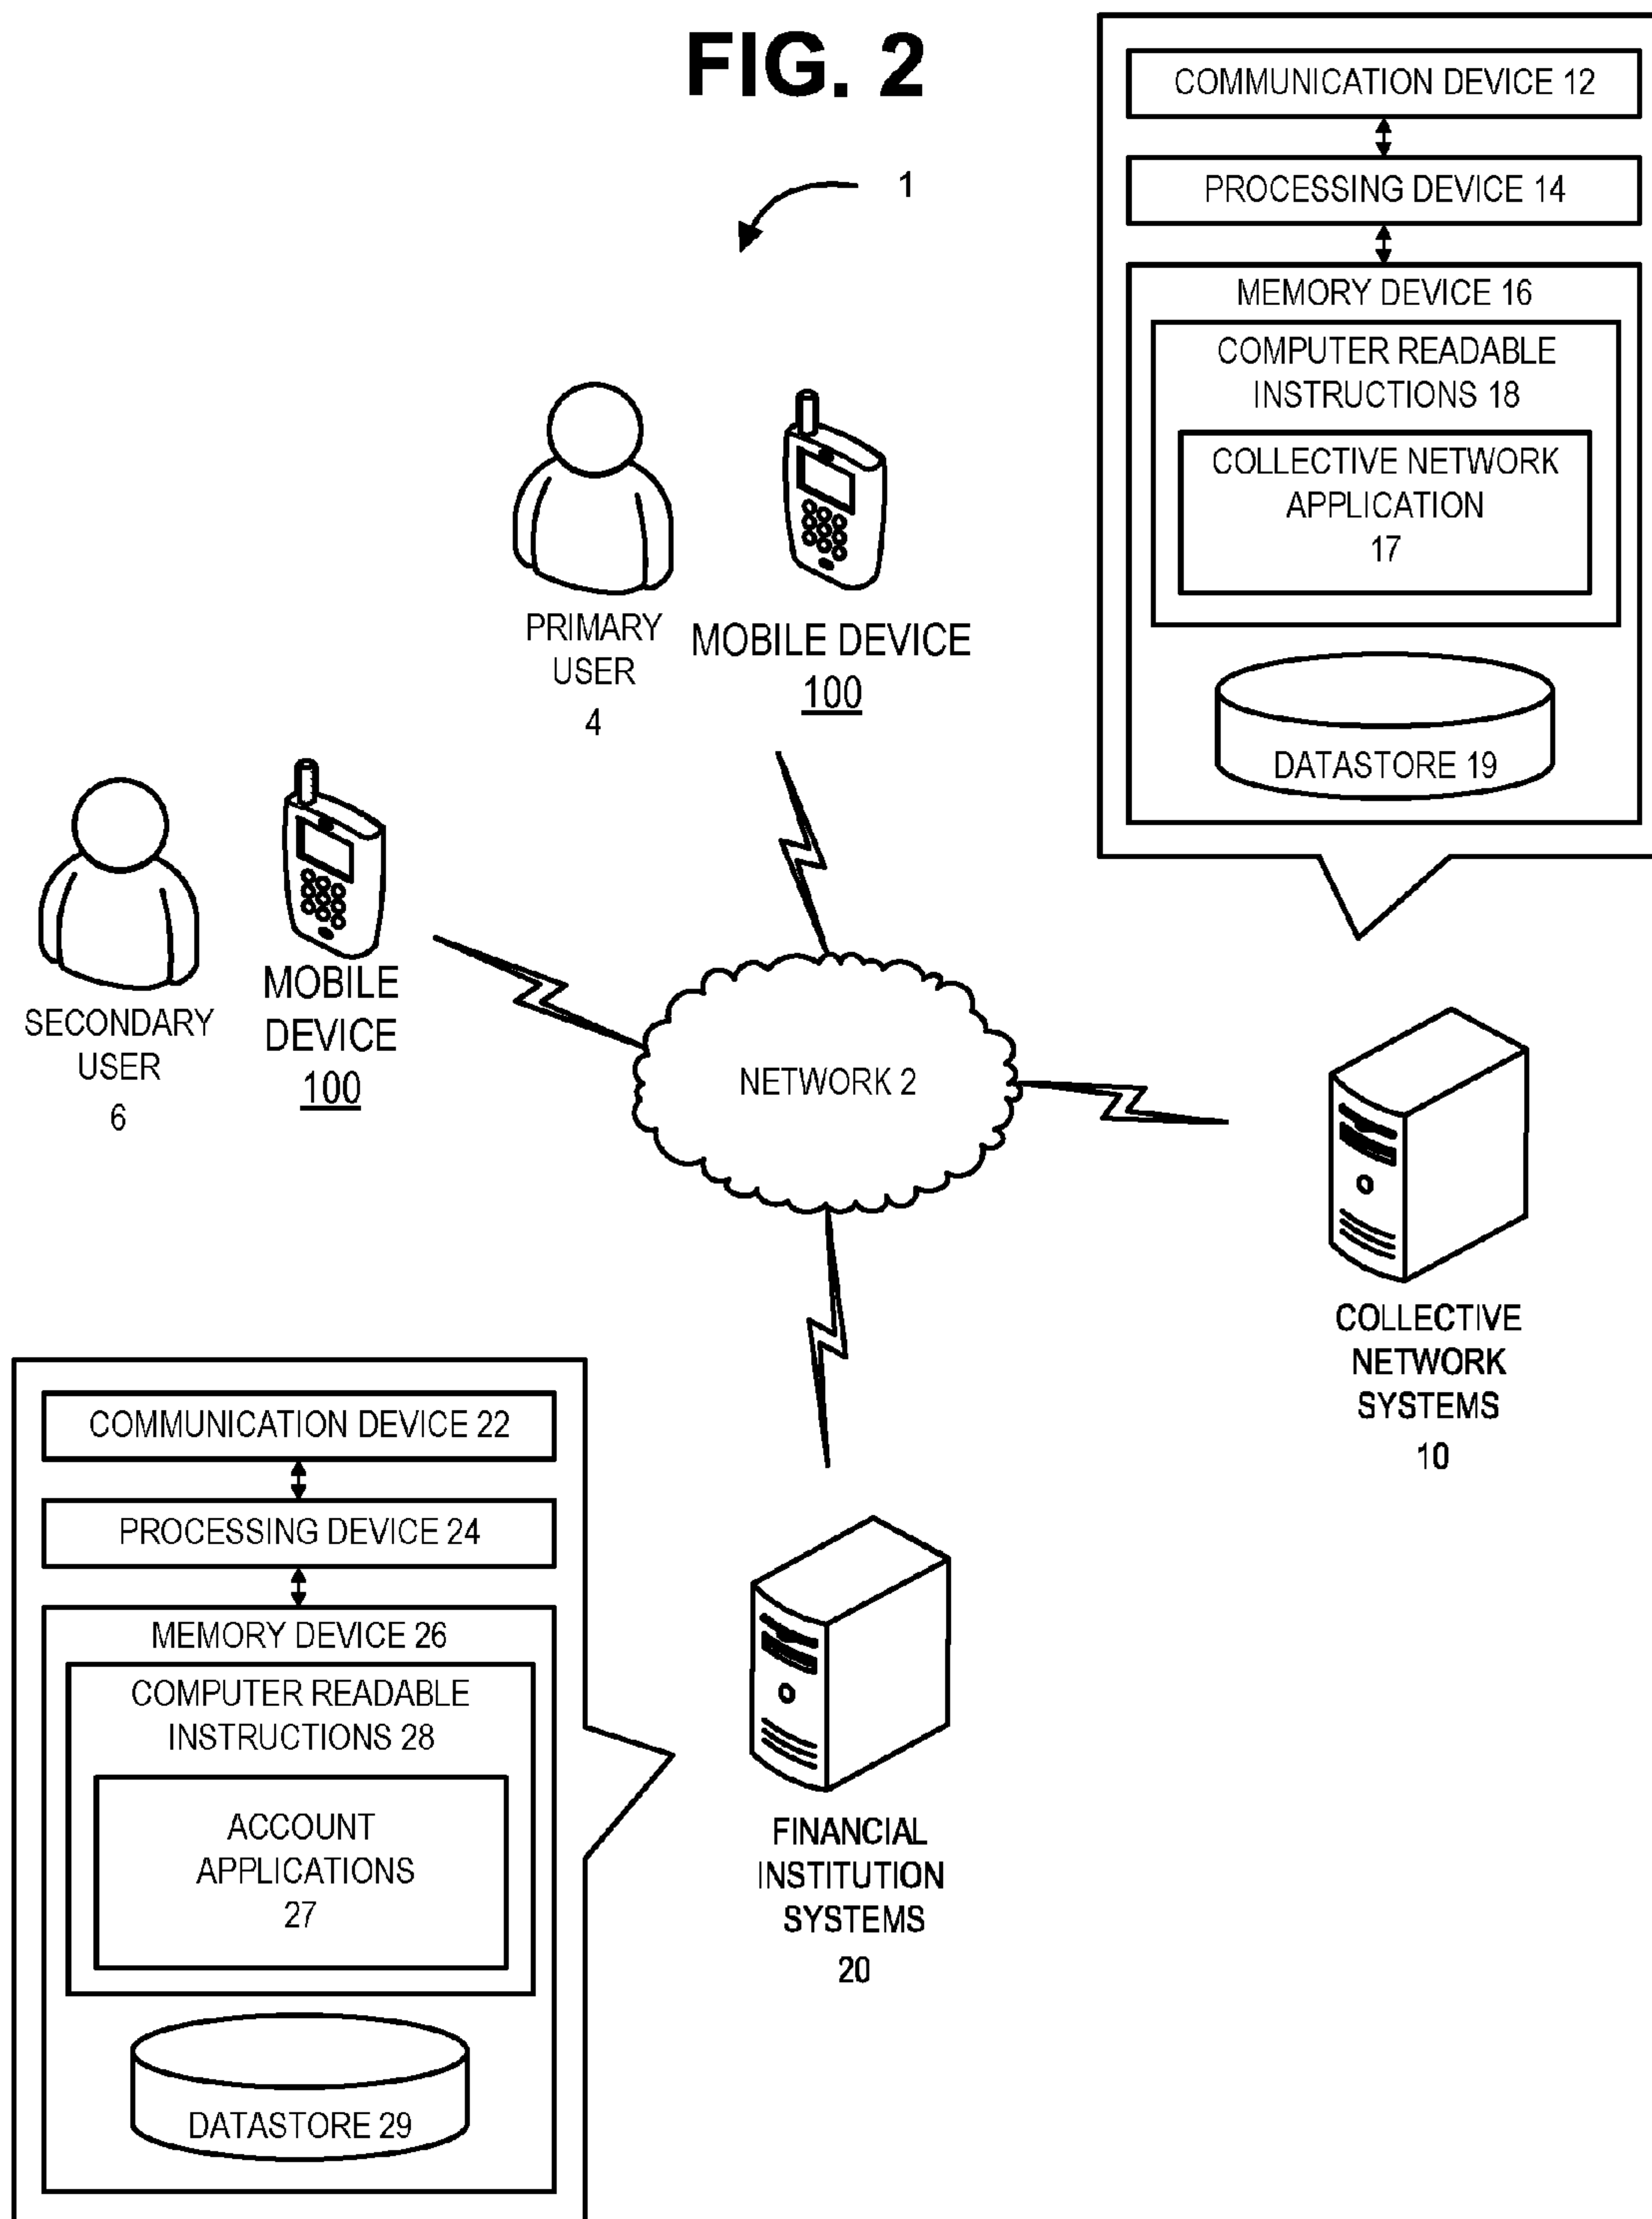 FIG. 2
1
COMMUNICATION DEVICE 12
PROCESSING DEVICE 14
MEMORY DEVICE 16
COMPUTER READABLE
INSTRUCTIONS 18
COLLECTIVE NETWORK
APPLICATION
17
DATASTORE 19
PRIMARY
USER
4
MOBILE DEVICE
100
SECONDARY
USER
6
MOBILE
DEVICE
100
NETWORK 2
COLLECTIVE
NETWORK
SYSTEMS
10
COMMUNICATION DEVICE 22
PROCESSING DEVICE 24
MEMORY DEVICE 26
COMPUTER READABLE
INSTRUCTIONS 28
ACCOUNT
APPLICATIONS
27
DATASTORE 29
FINANCIAL
INSTITUTION
SYSTEMS
20